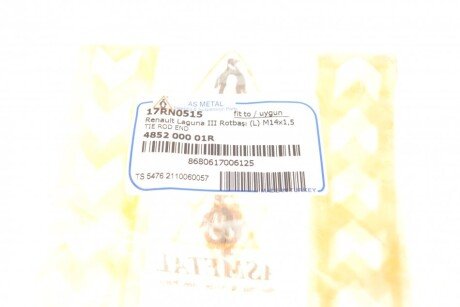 AS METAL
17RN0515 fit to / uygun
Renault Laguna III Rotbaşı (L) M14x1,5
TIE ROD END
4852 000 01R
8680617006125
TS 5476 2110060057
ASMETAL